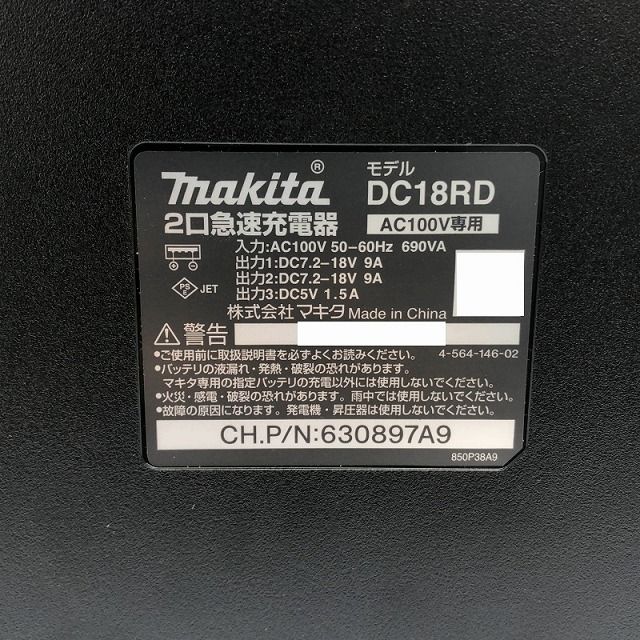 makita®
モデル
DC18RD
2口急速充電器
AC100V専用
入力:AC100V 50-60Hz 690VA
出力1:DC7.2-18V 9A
出力2:DC7.2-18V 9A
出力3:DC5V 1.5A
PS
E
JET
株式会社マキタ Made in China
警告
•ご使用前に取扱説明書を必ずよくお読みください。
4-564-146-02
•バッテリの液漏れ・発熱・破裂の恐れがあります。
マキタ専用の指定バッテリの充電以外には使用しないでください。
•火災・感電・破裂の恐れがあります。雨中では使用しないでください。
•故障の原因になります。発電機・昇圧器は使用しないでください。
CH.P/N:630897A9
850P38A9